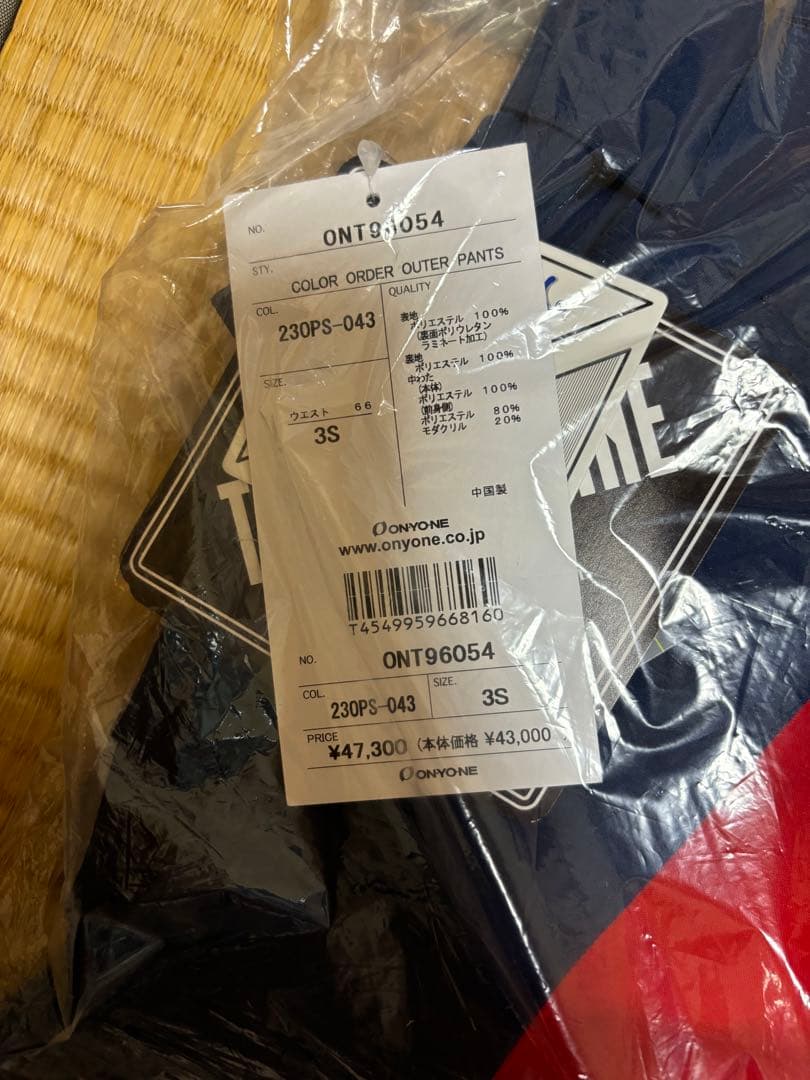 NO. ONT96054
STY. COLOR ORDER OUTER PANTS
COL. 230PS-043
SIZE.
ウエスト 66
3S
QUALITY
表地
ポリエステル 100%
(裏面ポリウレタン
ラミネート加工)
裏地
ポリエステル 100%
中わた
(本体)
ポリエステル 100%
(前身側)
ポリエステル 80%
モダクリル 20%
中国製
ONYONE
www.onyone.co.jp
T4549959668160
NO. ONT96054
COL. 230PS-043
SIZE. 3S
PRICE ¥47,300 (本体価格 ¥43,000
ONYONE